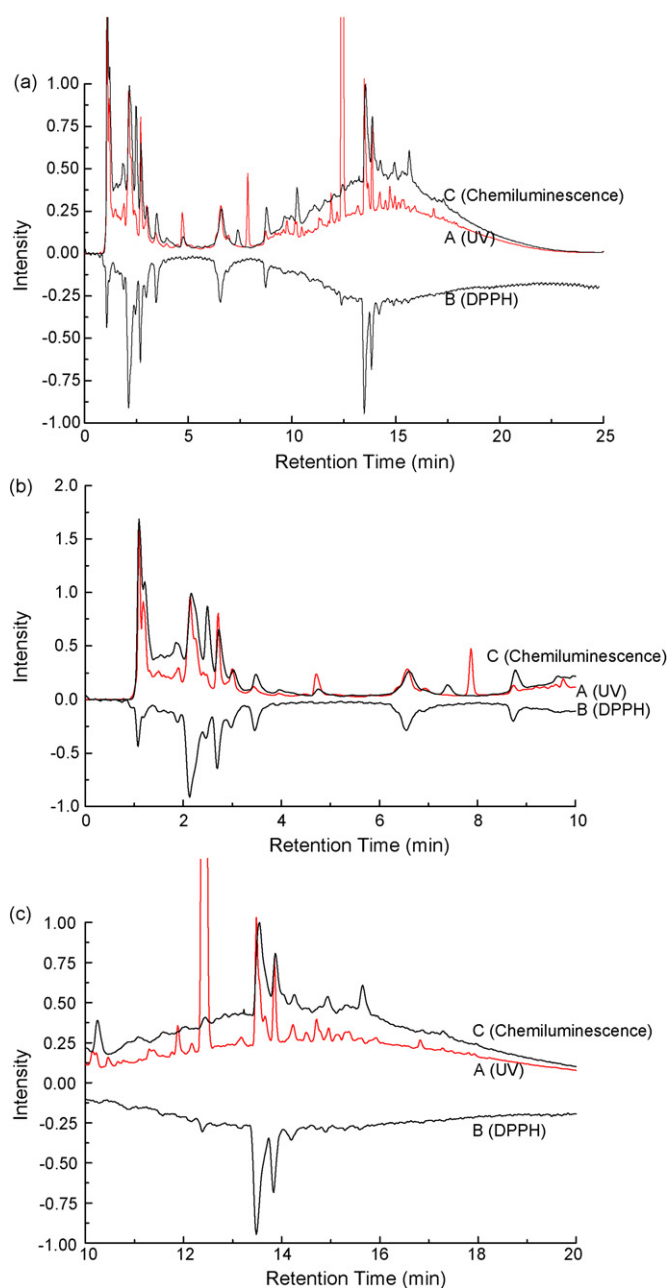 (a)
1.00
0.75
0.50
0.25
0.00
-0.25
-0.50
-0.75
-1.00
Intensity
C (Chemiluminescence)
A (UV)
B (DPPH)
0 5 10 15 20 25
Retention Time (min)
(b)
2.0
1.5
1.0
0.5
0.0
-0.5
-1.0
Intensity
C (Chemiluminescence)
A (UV)
B (DPPH)
0 2 4 6 8 10
Retention Time (min)
(c)
1.00
0.75
0.50
0.25
0.00
-0.25
-0.50
-0.75
-1.00
Intensity
C (Chemiluminescence)
A (UV)
B (DPPH)
10 12 14 16 18 20
Retention Time (min)